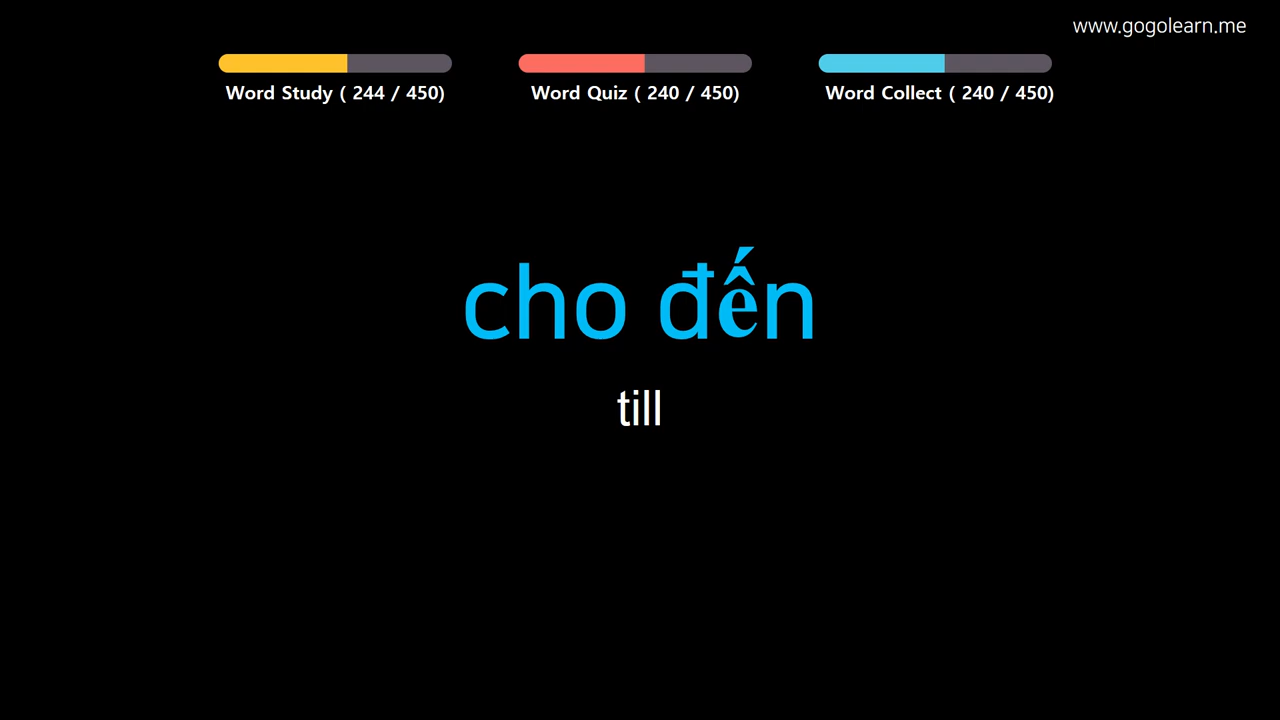 www.gogolearn.me
Word Study ( 244 / 450)
Word Quiz ( 240 / 450)
Word Collect ( 240 / 450)
cho đến
till